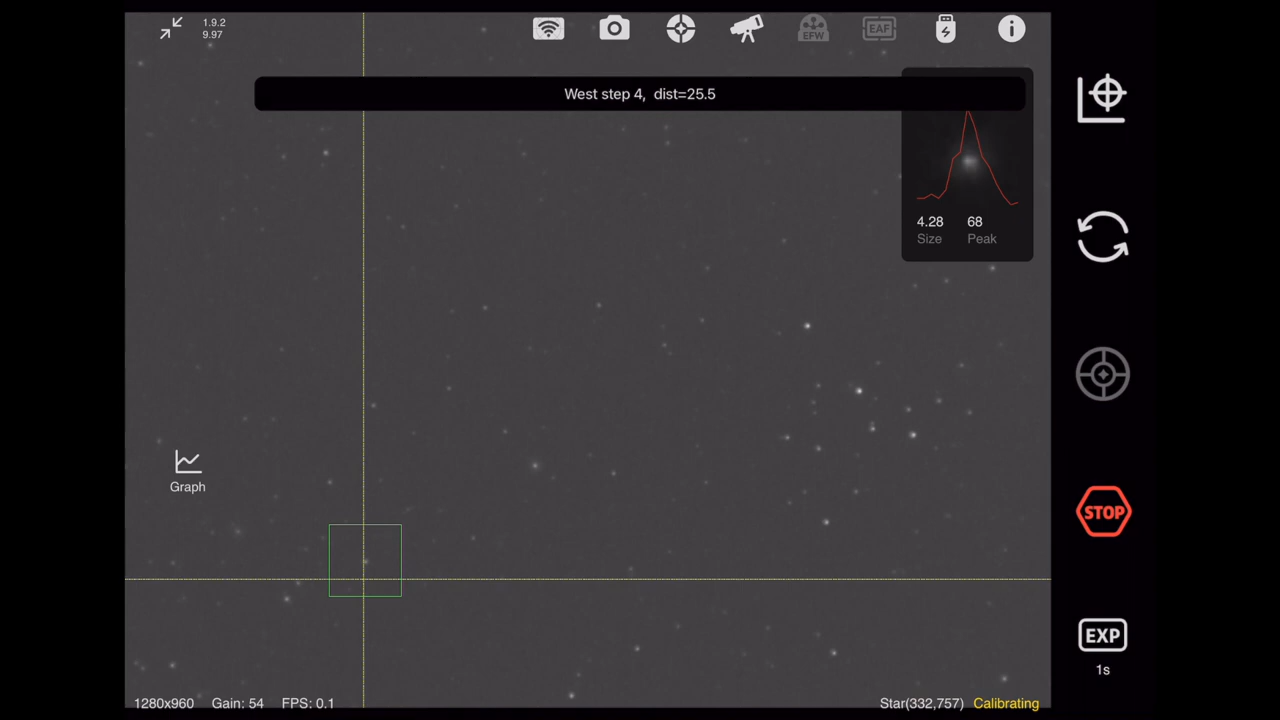 1.9.2
9.97
EFW
EAF
West step 4, dist=25.5
4.28 68
Size Peak
Graph
STOP
EXP
1s
1280x960 Gain: 54 FPS: 0.1
Star(332,757) Calibrating